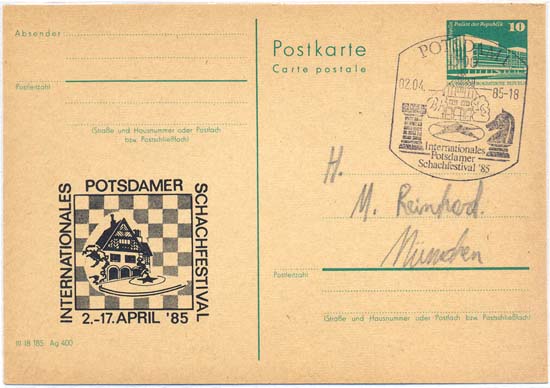 Absender
Postleitzahl
(Straße und Hausnummer oder Postfach
bzw. Postschließfach)
INTERNATIONALES
POTSDAMER
SCHACHFESTIVAL
2.-17. APRIL '85
III 18 185 Ag 400
Postkarte
Carte postale
Palast der Republik
10
POTSDAM
02.04.
85-18
Internationales
Potsdamer
Schachfestival '85
H.
M. Reinhard.
München
Postleitzahl
(Straße und Hausnummer oder Postfach bzw. Postschließfach)